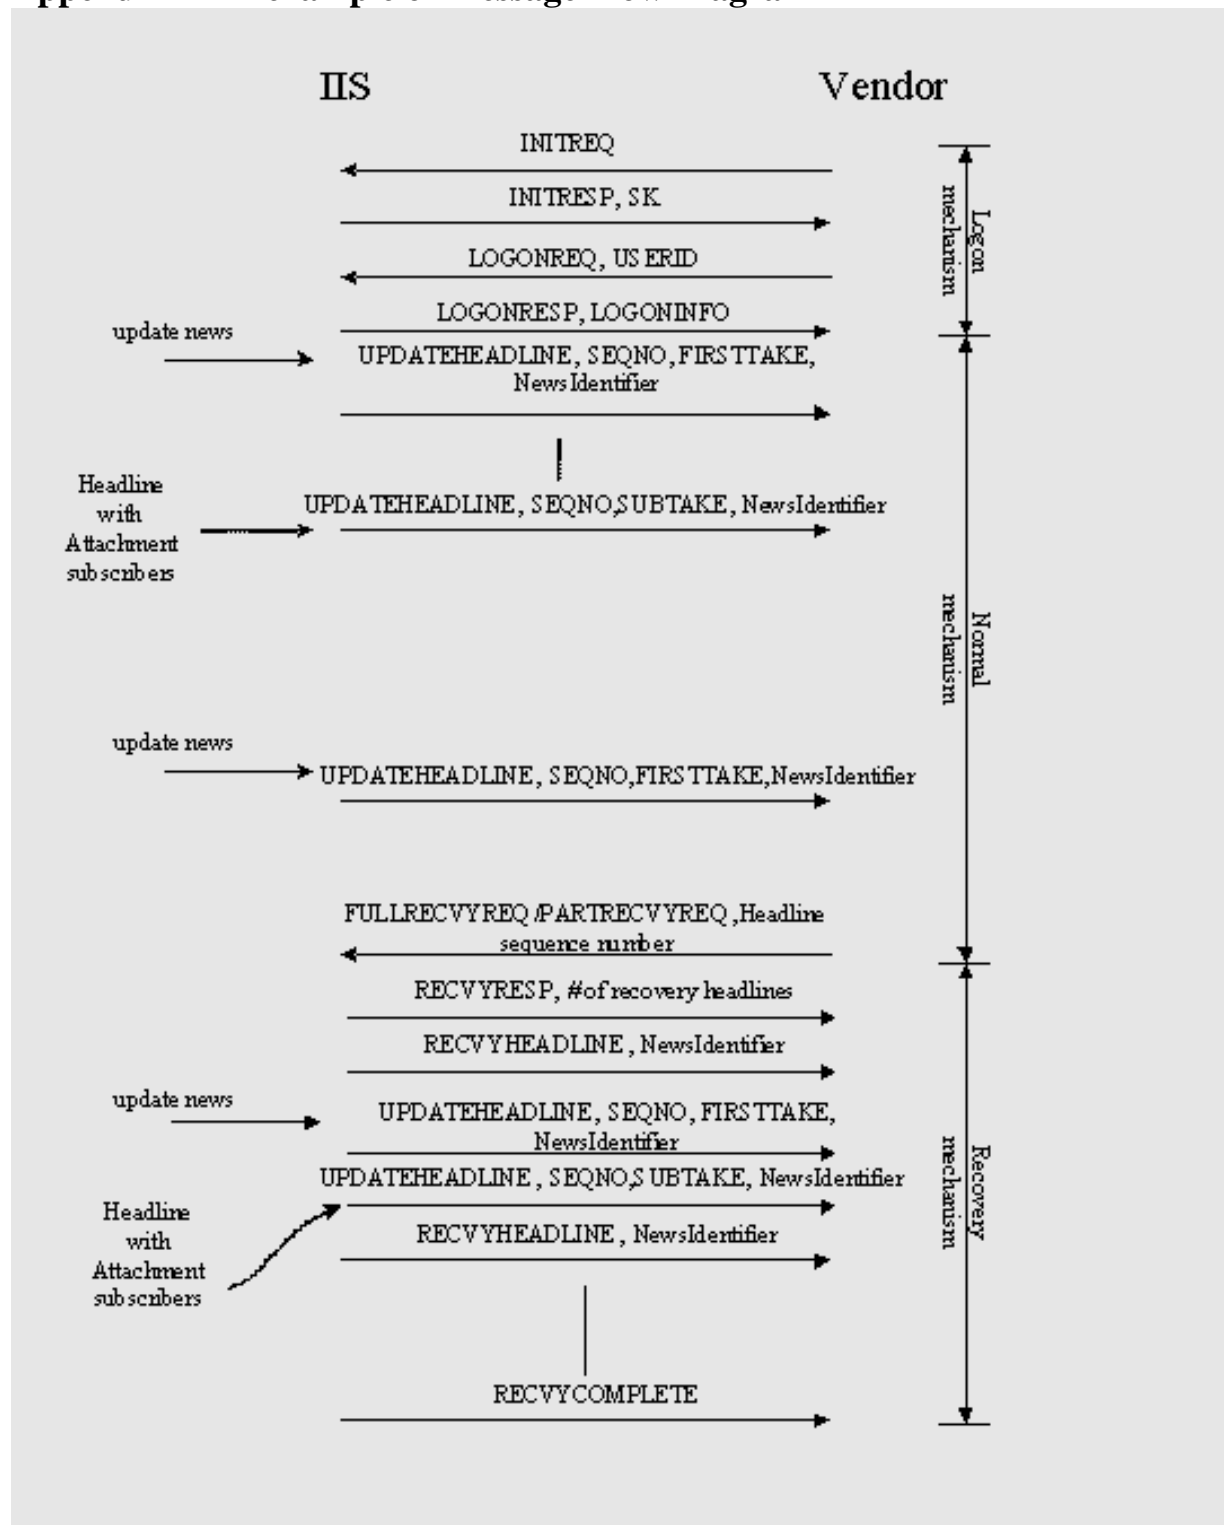 IIS Vendor
INITREQ
INITRESP, SK
LOGONREQ, USERID
Logon
mechanism
LOGONRESP, LOGONINFO
update news
UPDATEHEADLINE, SEQNO, FIRSTTAKE,
NewsIdentifier
Headline
with
Attachment
subscribers
UPDATEHEADLINE, SEQNO,SUBTAKE, NewsIdentifier
Normal
mechanism
update news
UPDATEHEADLINE, SEQNO,FIRSTTAKE,NewsIdentifier
FULLRECVYREQ/PARTRECVYREQ,Headline
sequence number
RECVYRESP, #of recovery headlines
RECVYHEADLINE, NewsIdentifier
update news
UPDATEHEADLINE, SEQNO, FIRSTTAKE,
NewsIdentifier
UPDATEHEADLINE, SEQNO,SUBTAKE, NewsIdentifier
Recovery
mechanism
Headline
with
Attachment
subscribers
RECVYHEADLINE, NewsIdentifier
RECVYCOMPLETE